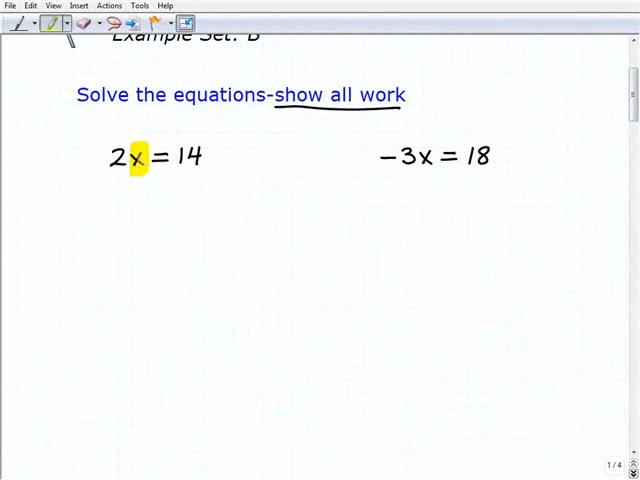 File Edit View Insert Actions Tools Help
Example Set: B
Solve the equations-show all work
2x = 14
-3x = 18
1 / 4